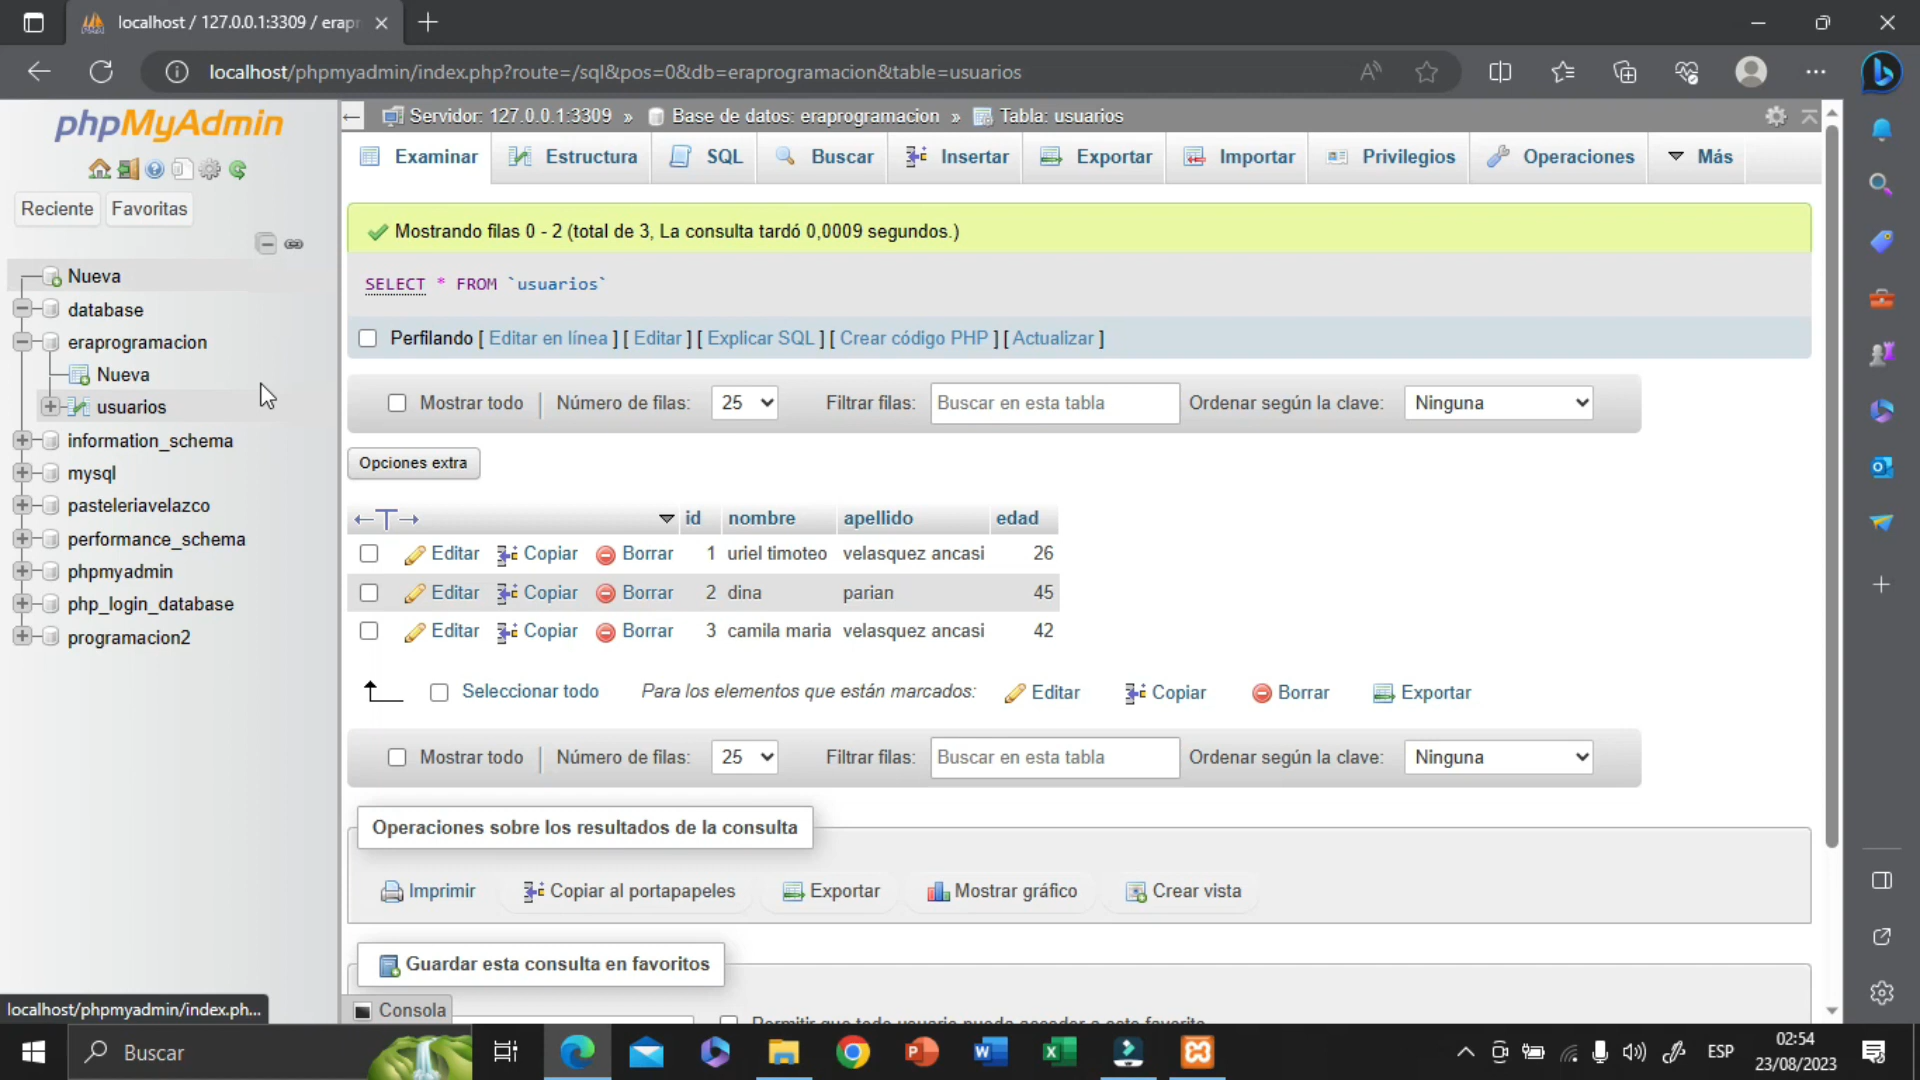 localhost / 127.0.0.1:3309 / erapr
localhost/phpmyadmin/index.php?route=/sql&pos=0&db=eraprogramacion&table=usuarios
phpMyAdmin
Reciente Favoritas
Nueva
database
eraprogramacion
Nueva
usuarios
information_schema
mysql
pasteleriavelazco
performance_schema
phpmyadmin
php_login_database
programacion2
localhost/phpmyadmin/index.ph...
Servidor: 127.0.0.1:3309 » Base de datos: eraprogramacion » Tabla: usuarios
Examinar Estructura SQL Buscar Insertar Exportar Importar Privilegios Operaciones Más
Mostrando filas 0 - 2 (total de 3, La consulta tardó 0,0009 segundos.)
SELECT * FROM `usuarios`
Perfilando [ Editar en línea ] [ Editar ] [ Explicar SQL ] [ Crear código PHP ] [ Actualizar ]
Mostrar todo Número de filas: 25 Filtrar filas: Buscar en esta tabla Ordenar según la clave: Ninguna
Opciones extra
id nombre apellido edad
Editar Copiar Borrar 1 uriel timoteo velasquez ancasi 26
Editar Copiar Borrar 2 dina parian 45
Editar Copiar Borrar 3 camila maria velasquez ancasi 42
Seleccionar todo Para los elementos que están marcados: Editar Copiar Borrar Exportar
Mostrar todo Número de filas: 25 Filtrar filas: Buscar en esta tabla Ordenar según la clave: Ninguna
Operaciones sobre los resultados de la consulta
Imprimir Copiar al portapapeles Exportar Mostrar gráfico Crear vista
Guardar esta consulta en favoritos
Permitir que todo usuario pueda acceder a este favorito
Consola
Buscar
ESP
02:54
23/08/2023